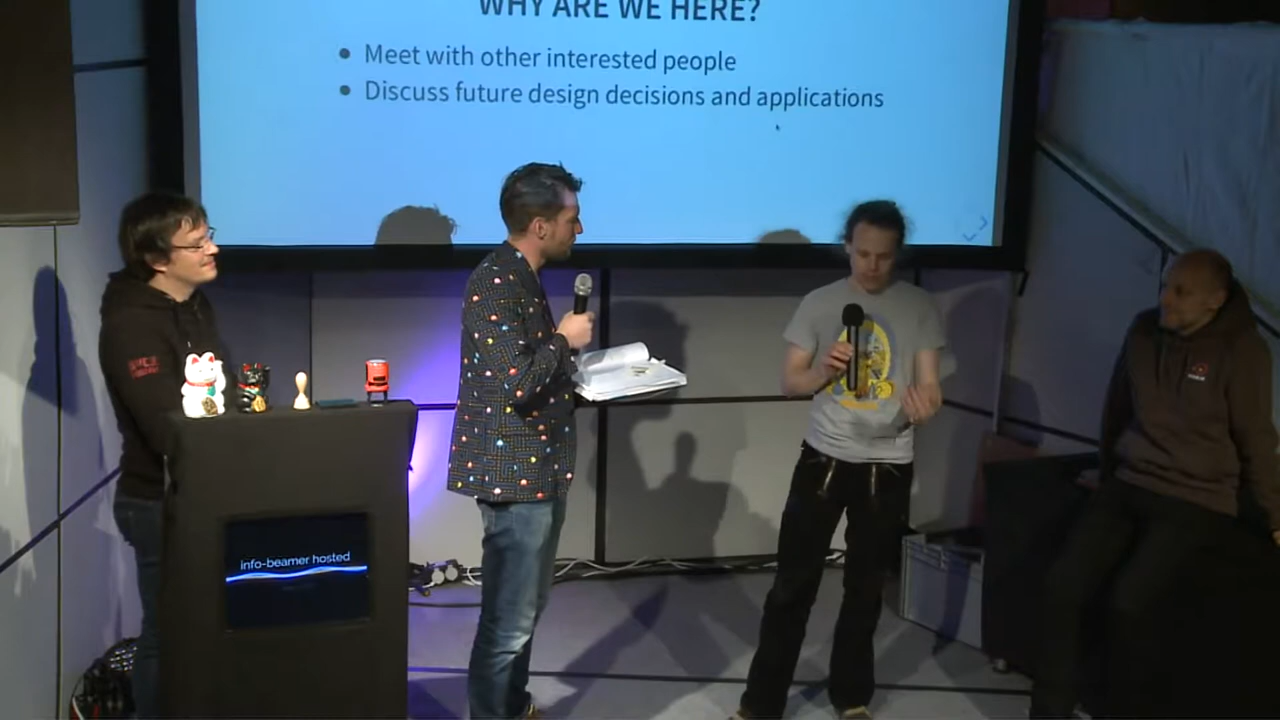 WHY ARE WE HERE?
Meet with other interested people
Discuss future design decisions and applications
info-beamer hosted